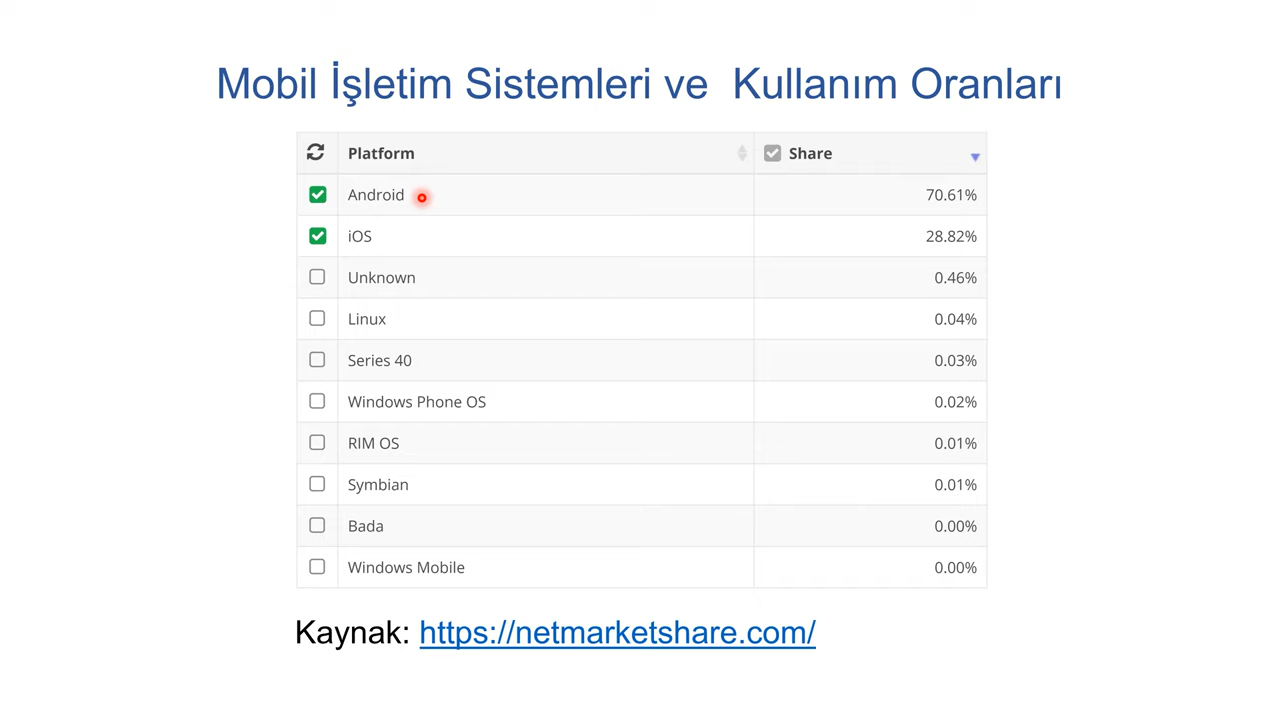 Mobil İşletim Sistemleri ve  Kullanım Oranları
Platform Share
Android 70.61%
iOS 28.82%
Unknown 0.46%
Linux 0.04%
Series 40 0.03%
Windows Phone OS 0.02%
RIM OS 0.01%
Symbian 0.01%
Bada 0.00%
Windows Mobile 0.00%
Kaynak: https://netmarketshare.com/